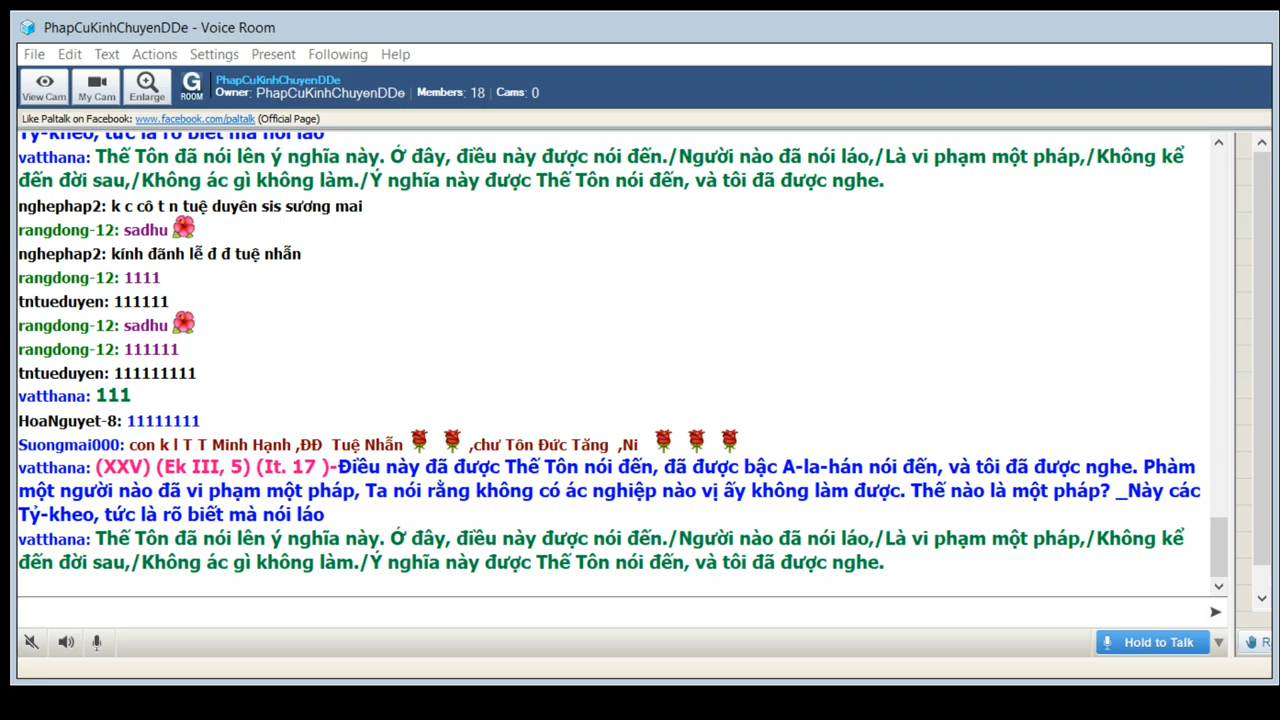 PhapCuKinhChuyenDDe - Voice Room
File Edit Text Actions Settings Present Following Help
View Cam My Cam Enlarge G ROOM PhapCuKinhChuyenDDe
Owner: PhapCuKinhChuyenDDe Members: 18 Cams: 0
Like Paltalk on Facebook: www.facebook.com/paltalk (Official Page)
Tỷ-kheo, tức là rõ biết mà nói láo
vatthana: Thế Tôn đã nói lên ý nghĩa này. Ở đây, điều này được nói đến./Người nào đã nói láo,/Là vi phạm một pháp,/Không kể
đến đời sau,/Không ác gì không làm./Ý nghĩa này được Thế Tôn nói đến, và tôi đã được nghe.
nghephap2: k c cô t n tuệ duyên sis sương mai
rangdong-12: sadhu
nghephap2: kính đãnh lễ đ đ tuệ nhẫn
rangdong-12: 1111
tntueduyen: 111111
rangdong-12: sadhu
rangdong-12: 111111
tntueduyen: 111111111
vatthana: 111
HoaNguyet-8: 11111111
Suongmai000: con k l T T Minh Hạnh ,ĐĐ Tuệ Nhẫn ,chư Tôn Đức Tăng ,Ni
vatthana: (XXV) (Ek III, 5) (It. 17 )-Điều này đã được Thế Tôn nói đến, đã được bậc A-la-hán nói đến, và tôi đã được nghe. Phàm
một người nào đã vi phạm một pháp, Ta nói rằng không có ác nghiệp nào vị ấy không làm được. Thế nào là một pháp? _Này các
Tỷ-kheo, tức là rõ biết mà nói láo
vatthana: Thế Tôn đã nói lên ý nghĩa này. Ở đây, điều này được nói đến./Người nào đã nói láo,/Là vi phạm một pháp,/Không kể
đến đời sau,/Không ác gì không làm./Ý nghĩa này được Thế Tôn nói đến, và tôi đã được nghe.
Hold to Talk